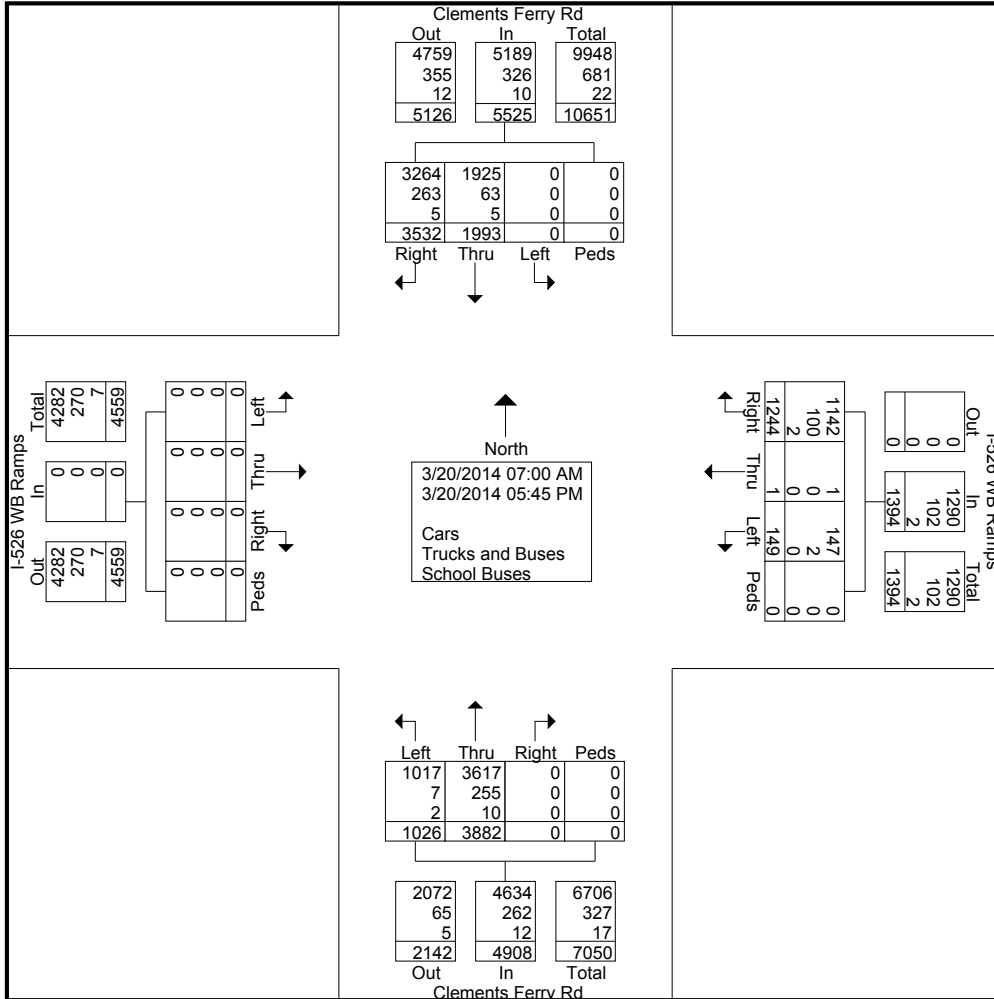 Clements Ferry Rd
Out In Total
4759 5189 9948
355 326 681
12 10 22
5126 5525 10651
3264 1925 0 0
263 63 0 0
5 5 0 0
3532 1993 0 0
Right Thru Left Peds
I-526 WB Ramps
Total
4282
270
7
4559
In
0
0
0
0
Out
4282
270
7
4559
Left
0
0
0
0
Thru
0
0
0
0
Right
0
0
0
0
Peds
0
0
0
0
North
3/20/2014 07:00 AM
3/20/2014 05:45 PM
Cars
Trucks and Buses
School Buses
Right
1142
100
2
1244
Thru
1
0
0
1
Left
147
2
0
149
Peds
0
0
0
0
I-526 WB Ramps
Out
0
0
0
0
In
1290
102
2
1394
Total
1290
102
2
1394
Left Thru Right Peds
1017 3617 0 0
7 255 0 0
2 10 0 0
1026 3882 0 0
2072 4634 6706
65 262 327
5 12 17
2142 4908 7050
Out In Total
Clements Ferry Rd